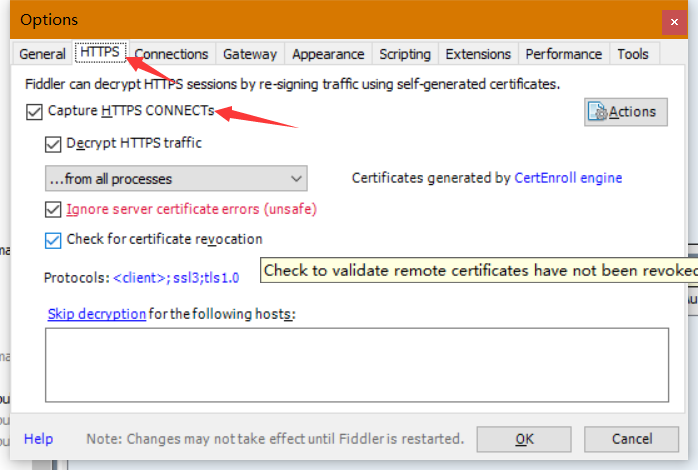 Options
General HTTPS Connections Gateway Appearance Scripting Extensions Performance Tools
Fiddler can decrypt HTTPS sessions by re-signing traffic using self-generated certificates.
Capture HTTPS CONNECTs
Actions
Decrypt HTTPS traffic
...from all processes
Certificates generated by CertEnroll engine
Ignore server certificate errors (unsafe)
Check for certificate revocation
Check to validate remote certificates have not been revoked
Protocols: <client>;ssl3;tls1.0
Skip decryption for the following hosts:
Help
Note: Changes may not take effect until Fiddler is restarted.
OK
Cancel